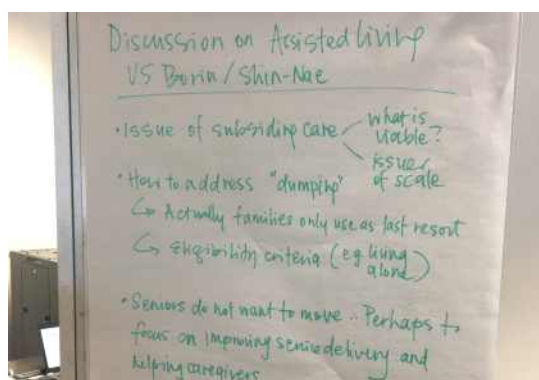 Discussion on Assisted living
VS Borin / Shin-Nae
• Issue of subsiding care
what is
viable?
issues
of scale
• How to address "dumping"
↳ Actually families only use as last resort
↳ Eligibility criteria (eg living
alone)
• Seniors do not want to move .. Perhaps to
focus on improving service delivery and
helping caregivers